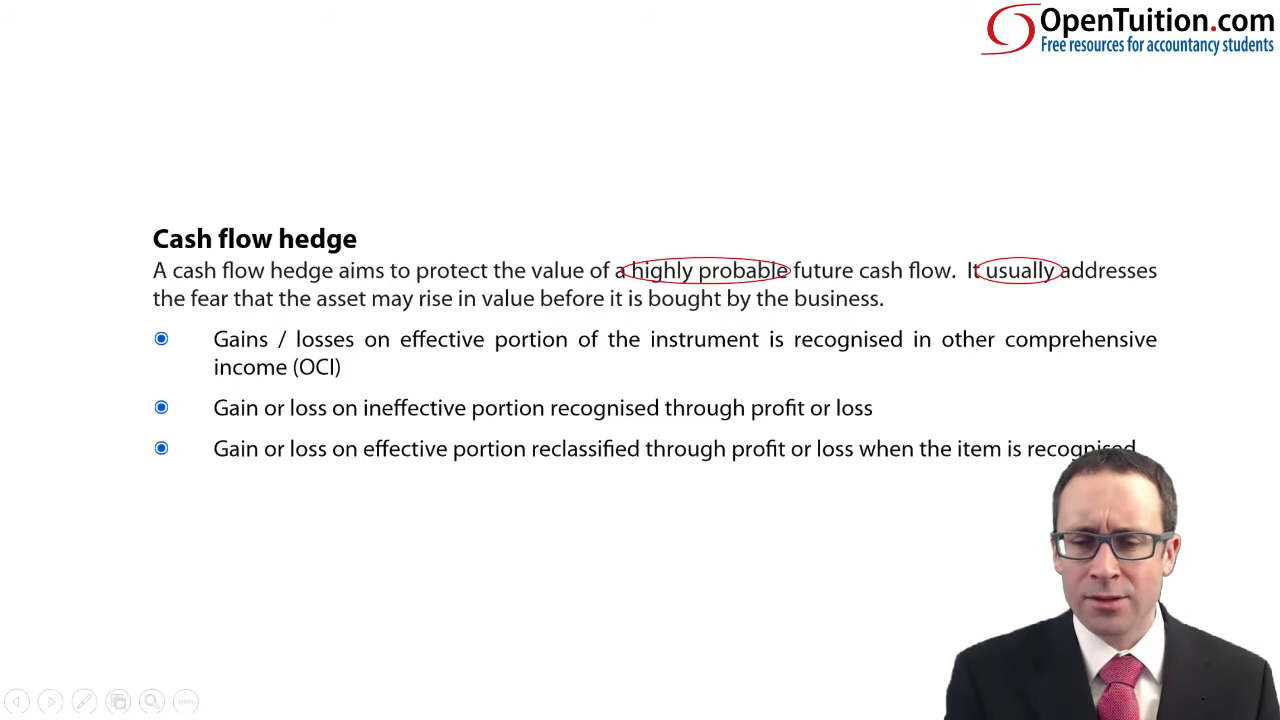 OpenTuition.com
Free resources for accountancy students
Cash flow hedge
A cash flow hedge aims to protect the value of a highly probable future cash flow. It usually addresses
the fear that the asset may rise in value before it is bought by the business.
Gains / losses on effective portion of the instrument is recognised in other comprehensive
income (OCI)
Gain or loss on ineffective portion recognised through profit or loss
Gain or loss on effective portion reclassified through profit or loss when the item is recognised